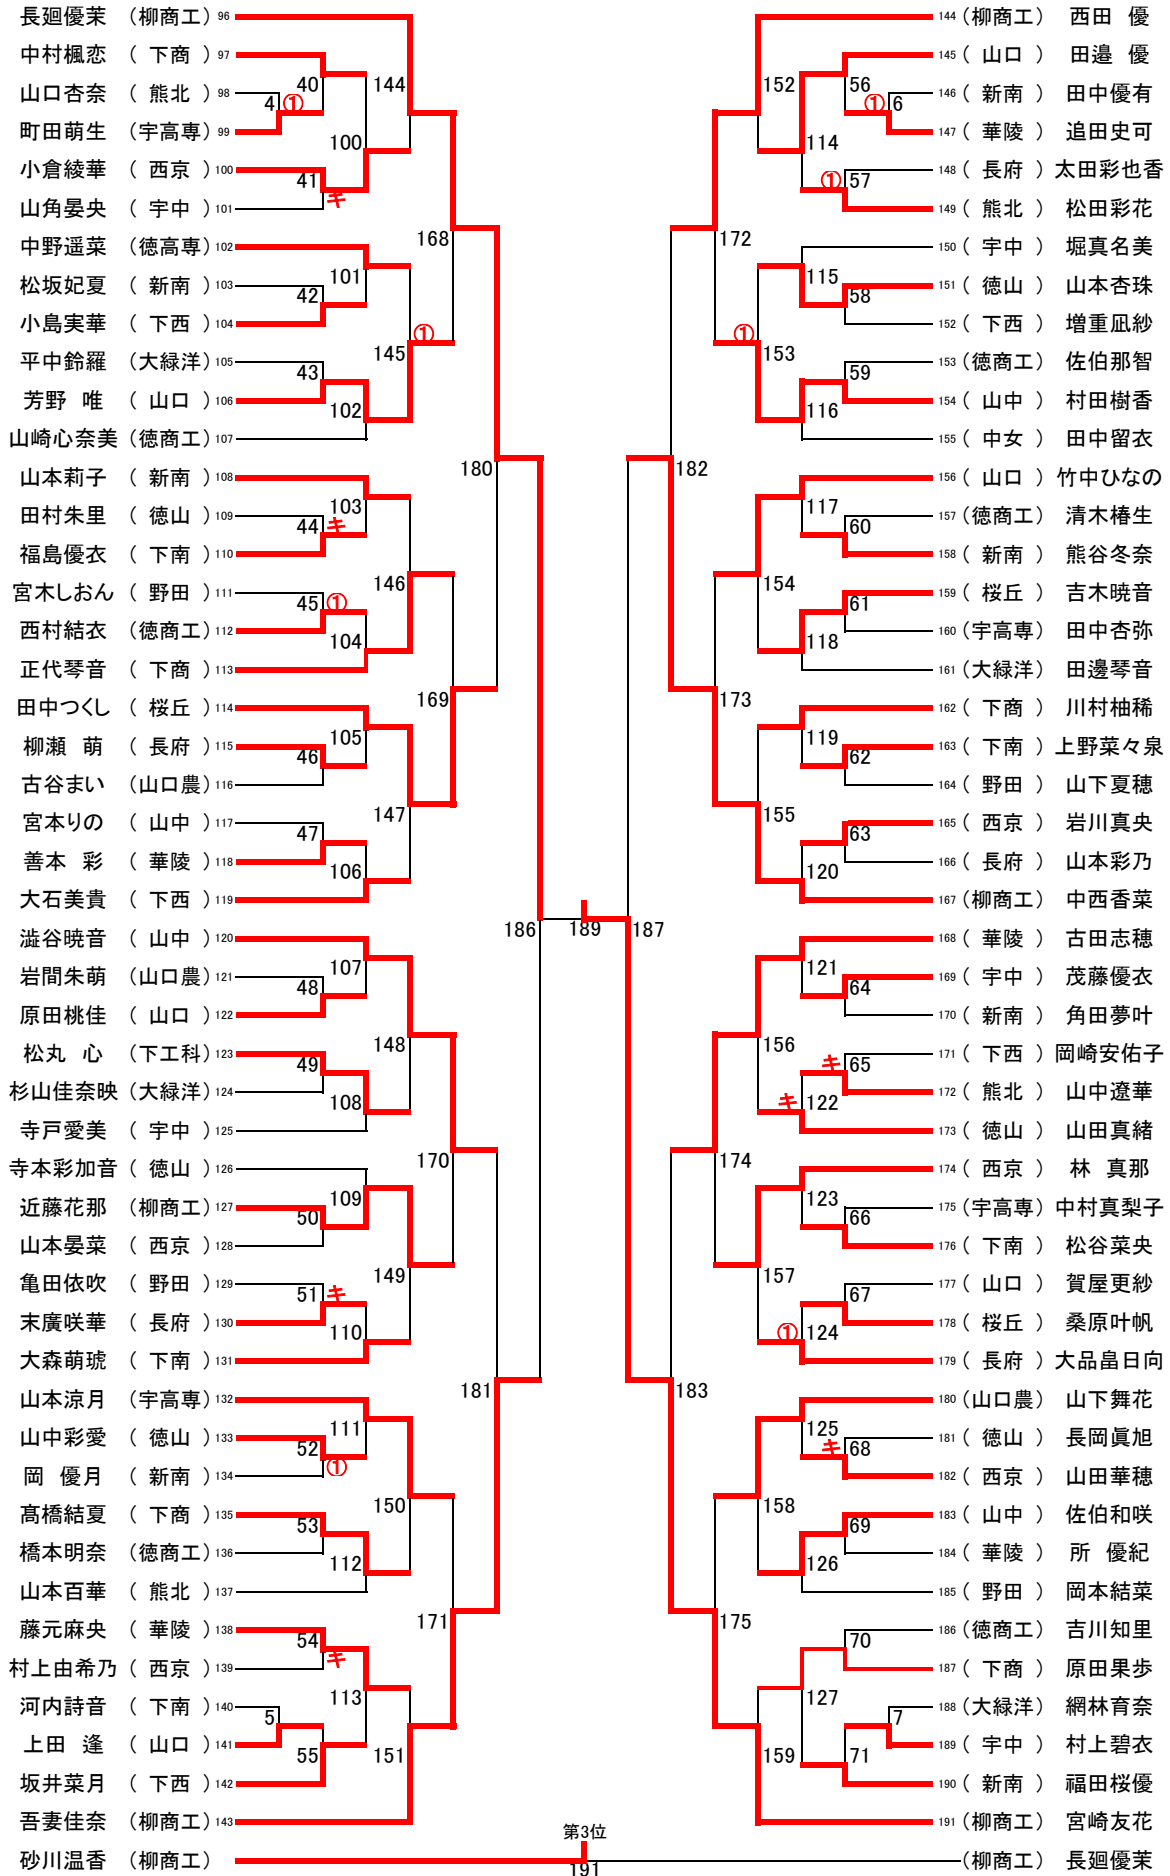 長廻優茉 （柳商工） 96
中村楓恋 （ 下商 ） 97
山口杏奈 （ 熊北 ） 98
町田萌生 （宇高専） 99
小倉綾華 （ 西京 ） 100
山角晏央 （ 宇中 ） 101
中野遥菜 （徳高専） 102
松坂妃夏 （ 新南 ） 103
小島実華 （ 下西 ） 104
平中鈴羅 （大緑洋） 105
芳野 唯 （ 山口 ） 106
山崎心奈美 （徳商工） 107
山本莉子 （ 新南 ） 108
田村朱里 （ 徳山 ） 109
福島優衣 （ 下南 ） 110
宮木しおん （ 野田 ） 111
西村結衣 （徳商工） 112
正代琴音 （ 下商 ） 113
田中つくし （ 桜丘 ） 114
柳瀬 萌 （ 長府 ） 115
古谷まい （山口農） 116
宮本りの （ 山中 ） 117
善本 彩 （ 華陵 ） 118
大石美貴 （ 下西 ） 119
澁谷暁音 （ 山中 ） 120
岩間朱萌 （山口農） 121
原田桃佳 （ 山口 ） 122
松丸 心 （下工科） 123
杉山佳奈映 （大緑洋） 124
寺戸愛美 （ 宇中 ） 125
寺本彩加音 （ 徳山 ） 126
近藤花那 （柳商工） 127
山本晏菜 （ 西京 ） 128
亀田依吹 （ 野田 ） 129
末廣咲華 （ 長府 ） 130
大森萌琥 （ 下南 ） 131
山本涼月 （宇高専） 132
山中彩愛 （ 徳山 ） 133
岡 優月 （ 新南 ） 134
髙橋結夏 （ 下商 ） 135
橋本明奈 （徳商工） 136
山本百華 （ 熊北 ） 137
藤元麻央 （ 華陵 ） 138
村上由希乃 （ 西京 ） 139
河内詩音 （ 下南 ） 140
上田 逢 （ 山口 ） 141
坂井菜月 （ 下西 ） 142
吾妻佳奈 （柳商工） 143
4 ①
5
40
41 キ
42
43
44 キ
45 ①
46
47
48
49
50
51 キ
52 ①
53
54 キ
55
100
101
102
103
104
105
106
107
108
109
110
111
112
113
144
145 ①
146
147
148
149
150
151
168
169
170
171
180
181
186
189
187
182
183
172
173
174
175
152
153 ①
154
155
156
157
158
159
114
115
116
117
118
119
120
121
122 キ
123
124 ①
125
126
127
56
57 ①
58
59
60
61
62
63
64
65 キ
66
67
68 キ
69
70
71
① 6
7
144 （柳商工） 西田 優
145 （ 山口 ） 田邉 優
146 （ 新南 ） 田中優有
147 （ 華陵 ） 追田史可
148 （ 長府 ） 太田彩也香
149 （ 熊北 ） 松田彩花
150 （ 宇中 ） 堀真名美
151 （ 徳山 ） 山本杏珠
152 （ 下西 ） 増重凪紗
153 （徳商工） 佐伯那智
154 （ 山中 ） 村田樹香
155 （ 中女 ） 田中留衣
156 （ 山口 ） 竹中ひなの
157 （徳商工） 清木椿生
158 （ 新南 ） 熊谷冬奈
159 （ 桜丘 ） 吉木暁音
160 （宇高専） 田中杏弥
161 （大緑洋） 田邊琴音
162 （ 下商 ） 川村柚稀
163 （ 下南 ） 上野菜々泉
164 （ 野田 ） 山下夏穂
165 （ 西京 ） 岩川真央
166 （ 長府 ） 山本彩乃
167 （柳商工） 中西香菜
168 （ 華陵 ） 古田志穂
169 （ 宇中 ） 茂藤優衣
170 （ 新南 ） 角田夢叶
171 （ 下西 ） 岡崎安佑子
172 （ 熊北 ） 山中遼華
173 （ 徳山 ） 山田真緒
174 （ 西京 ） 林 真那
175 （宇高専） 中村真梨子
176 （ 下南 ） 松谷菜央
177 （ 山口 ） 賀屋更紗
178 （ 桜丘 ） 桑原叶帆
179 （ 長府 ） 大品畠日向
180 （山口農） 山下舞花
181 （ 徳山 ） 長岡眞旭
182 （ 西京 ） 山田華穂
183 （ 山中 ） 佐伯和咲
184 （ 華陵 ） 所 優紀
185 （ 野田 ） 岡本結菜
186 （徳商工） 吉川知里
187 （ 下商 ） 原田果歩
188 （大緑洋） 網林育奈
189 （ 宇中 ） 村上碧衣
190 （ 新南 ） 福田桜優
191 （柳商工） 宮崎友花
第3位
砂川温香 （柳商工） 191 （柳商工） 長廻優茉